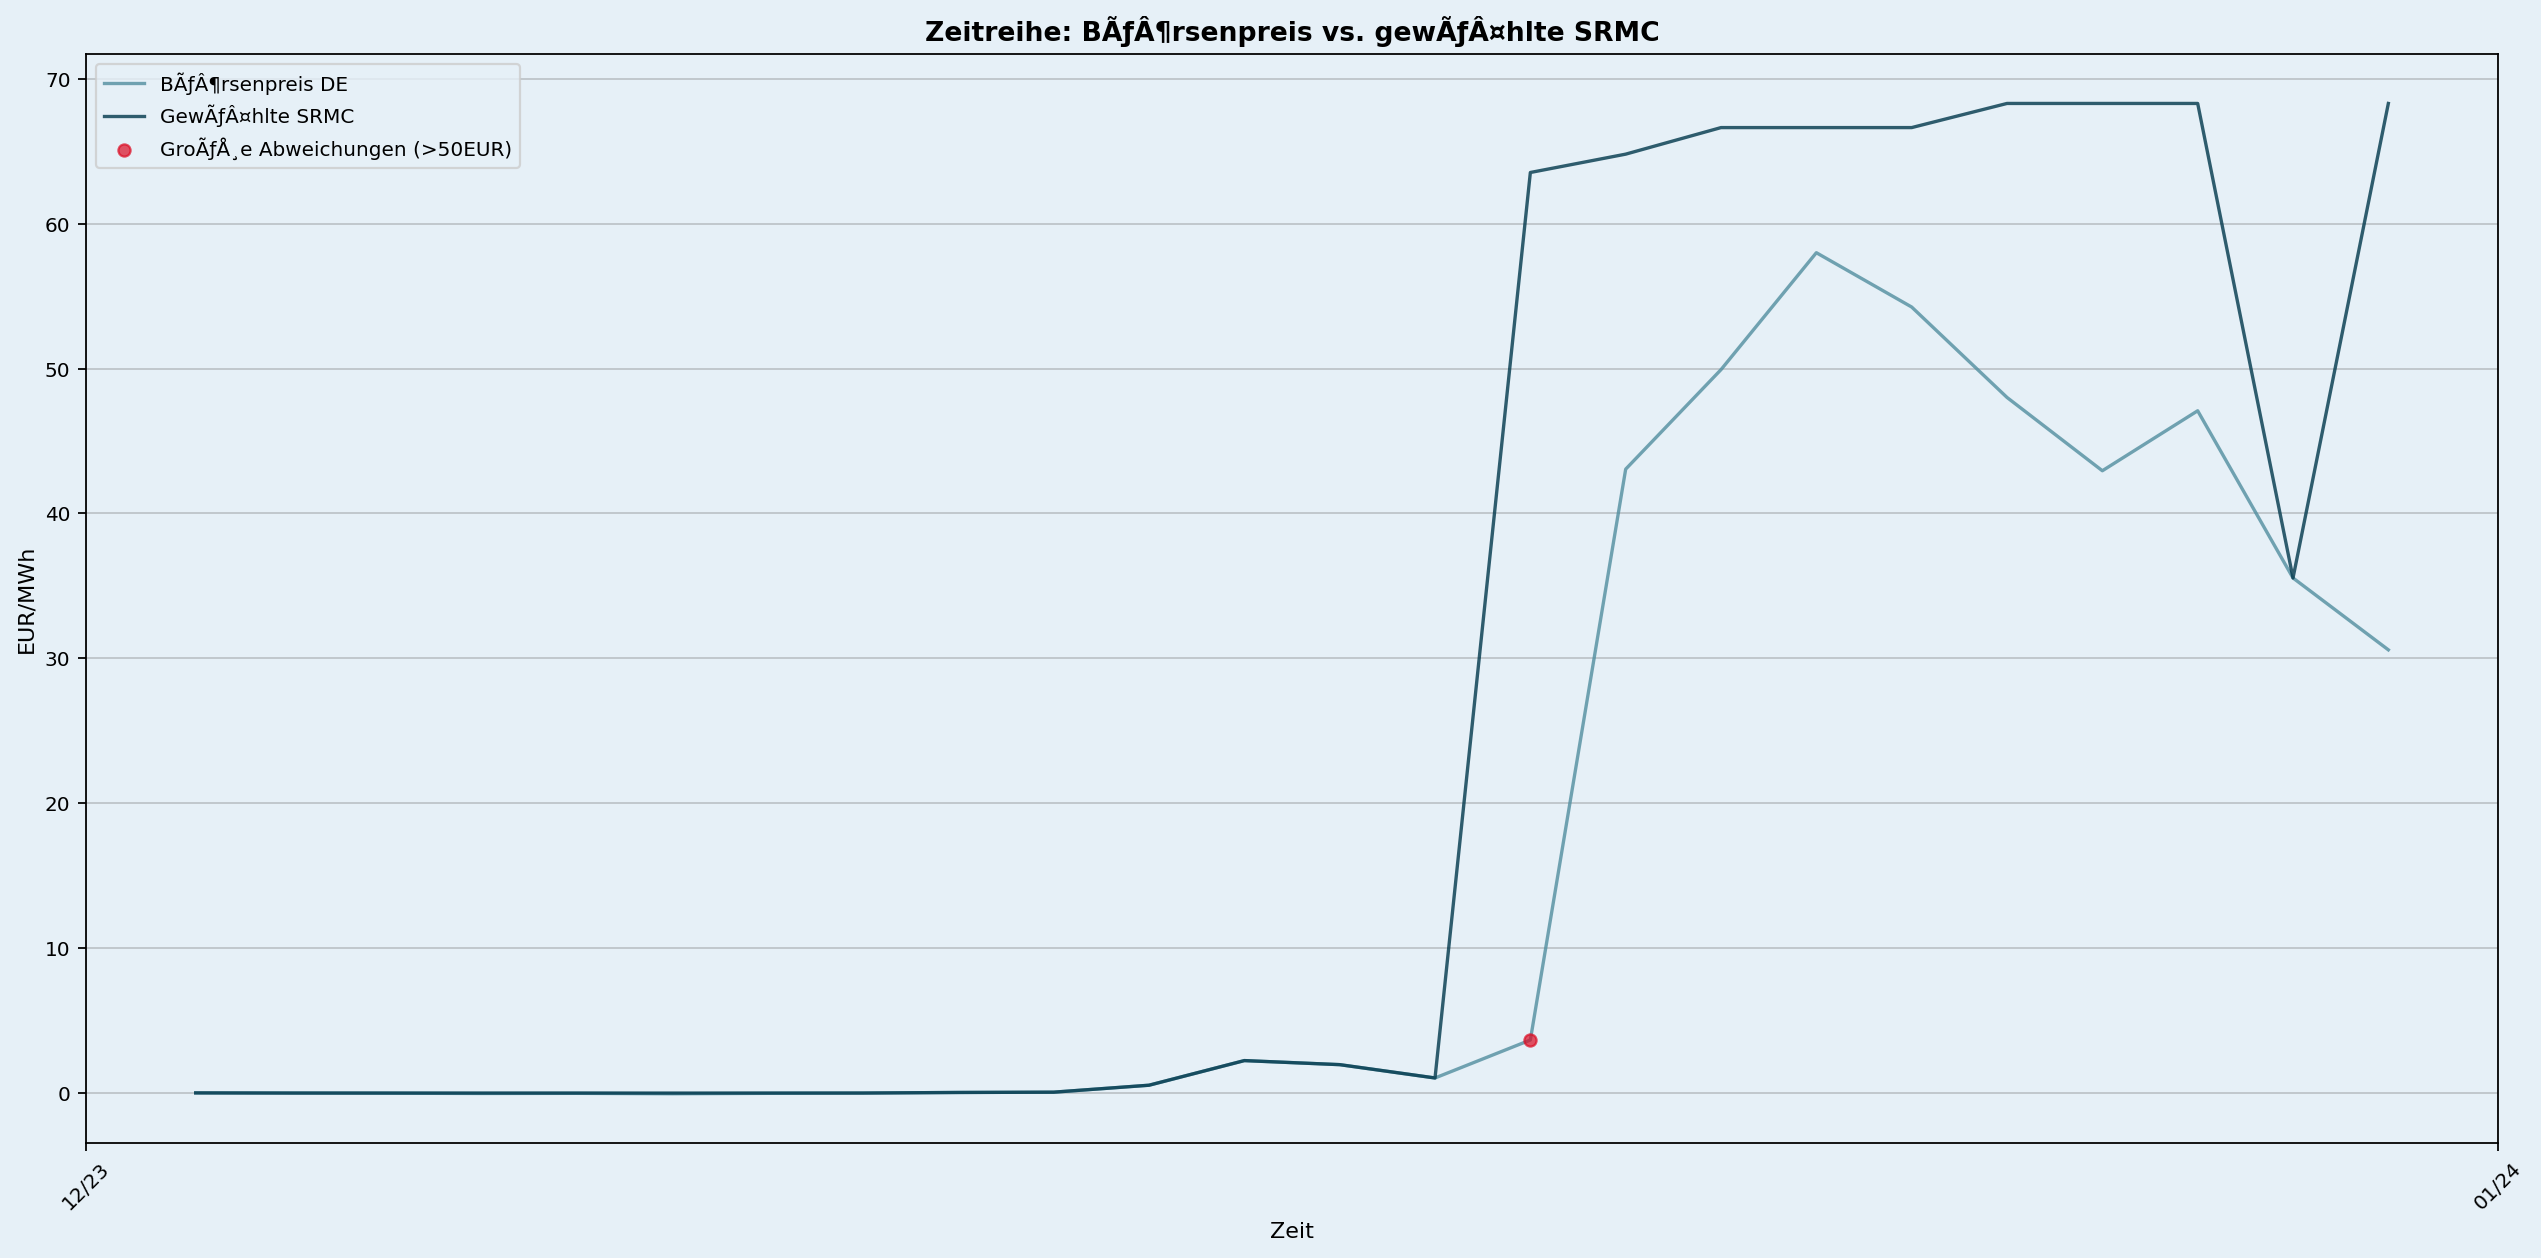 Zeitreihe: BÃƒÂ¶rsenpreis vs. gewÃƒÂ¤hlte SRMC
BÃƒÂ¶rsenpreis DE
GewÃƒÂ¤hlte SRMC
GroÃƒÅ¸e Abweichungen (>50EUR)
70
60
50
40
30
20
10
0
EUR/MWh
12/23
01/24
Zeit